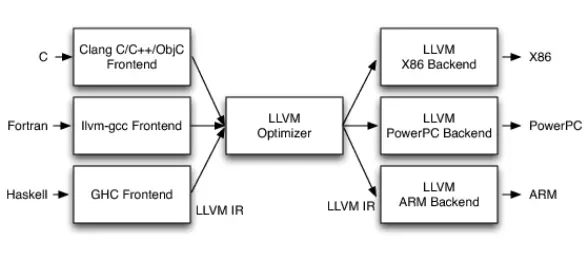 C
Clang C/C++/ObjC
Frontend
LLVM
X86 Backend
X86
Fortran
llvm-gcc Frontend
LLVM
Optimizer
LLVM
PowerPC Backend
PowerPC
Haskell
GHC Frontend
LLVM IR
LLVM IR
LLVM
ARM Backend
ARM